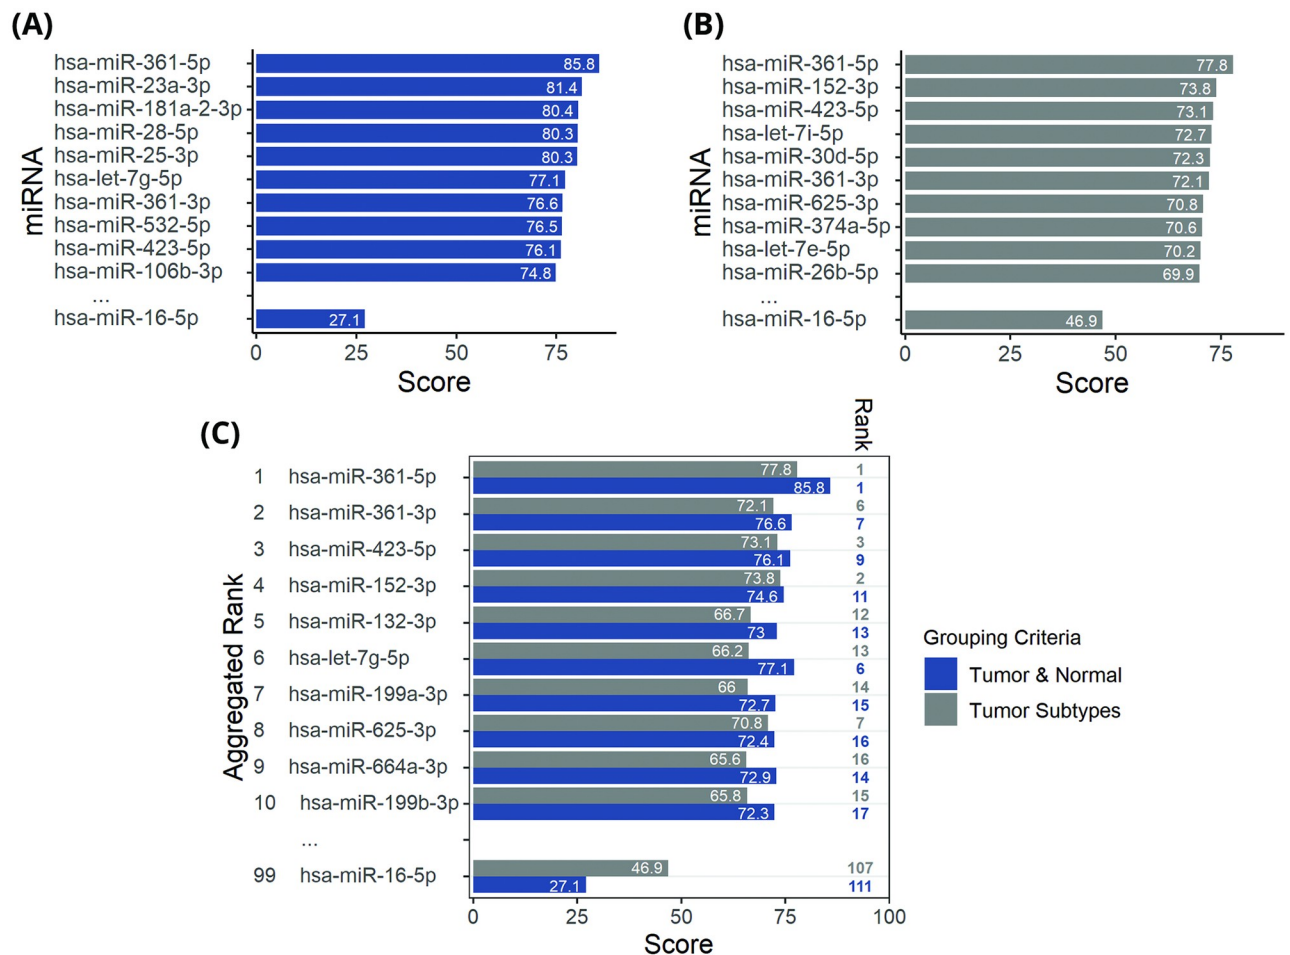 (A)
miRNA
hsa-miR-361-5p 85.8
hsa-miR-23a-3p 81.4
hsa-miR-181a-2-3p 80.4
hsa-miR-28-5p 80.3
hsa-miR-25-3p 80.3
hsa-let-7g-5p 77.1
hsa-miR-361-3p 76.6
hsa-miR-532-5p 76.5
hsa-miR-423-5p 76.1
hsa-miR-106b-3p 74.8
...
hsa-miR-16-5p 27.1
0 25 50 75
Score
(B)
miRNA
hsa-miR-361-5p 77.8
hsa-miR-152-3p 73.8
hsa-miR-423-5p 73.1
hsa-let-7i-5p 72.7
hsa-miR-30d-5p 72.3
hsa-miR-361-3p 72.1
hsa-miR-625-3p 70.8
hsa-miR-374a-5p 70.6
hsa-let-7e-5p 70.2
hsa-miR-26b-5p 69.9
...
hsa-miR-16-5p 46.9
0 25 50 75
Score
(C)
Rank
Aggregated Rank
77.8 1
1 hsa-miR-361-5p
85.8 1
72.1 6
2 hsa-miR-361-3p
76.6 7
73.1 3
3 hsa-miR-423-5p
76.1 9
73.8 2
4 hsa-miR-152-3p
74.6 11
66.7 12
5 hsa-miR-132-3p
73 13
66.2 13
6 hsa-let-7g-5p
77.1 6
66 14
7 hsa-miR-199a-3p
72.7 15
70.8 7
8 hsa-miR-625-3p
72.4 16
65.6 16
9 hsa-miR-664a-3p
72.9 14
65.8 15
10 hsa-miR-199b-3p
72.3 17
...
46.9 107
99 hsa-miR-16-5p
27.1 111
0 25 50 75 100
Score
Grouping Criteria
Tumor & Normal
Tumor Subtypes